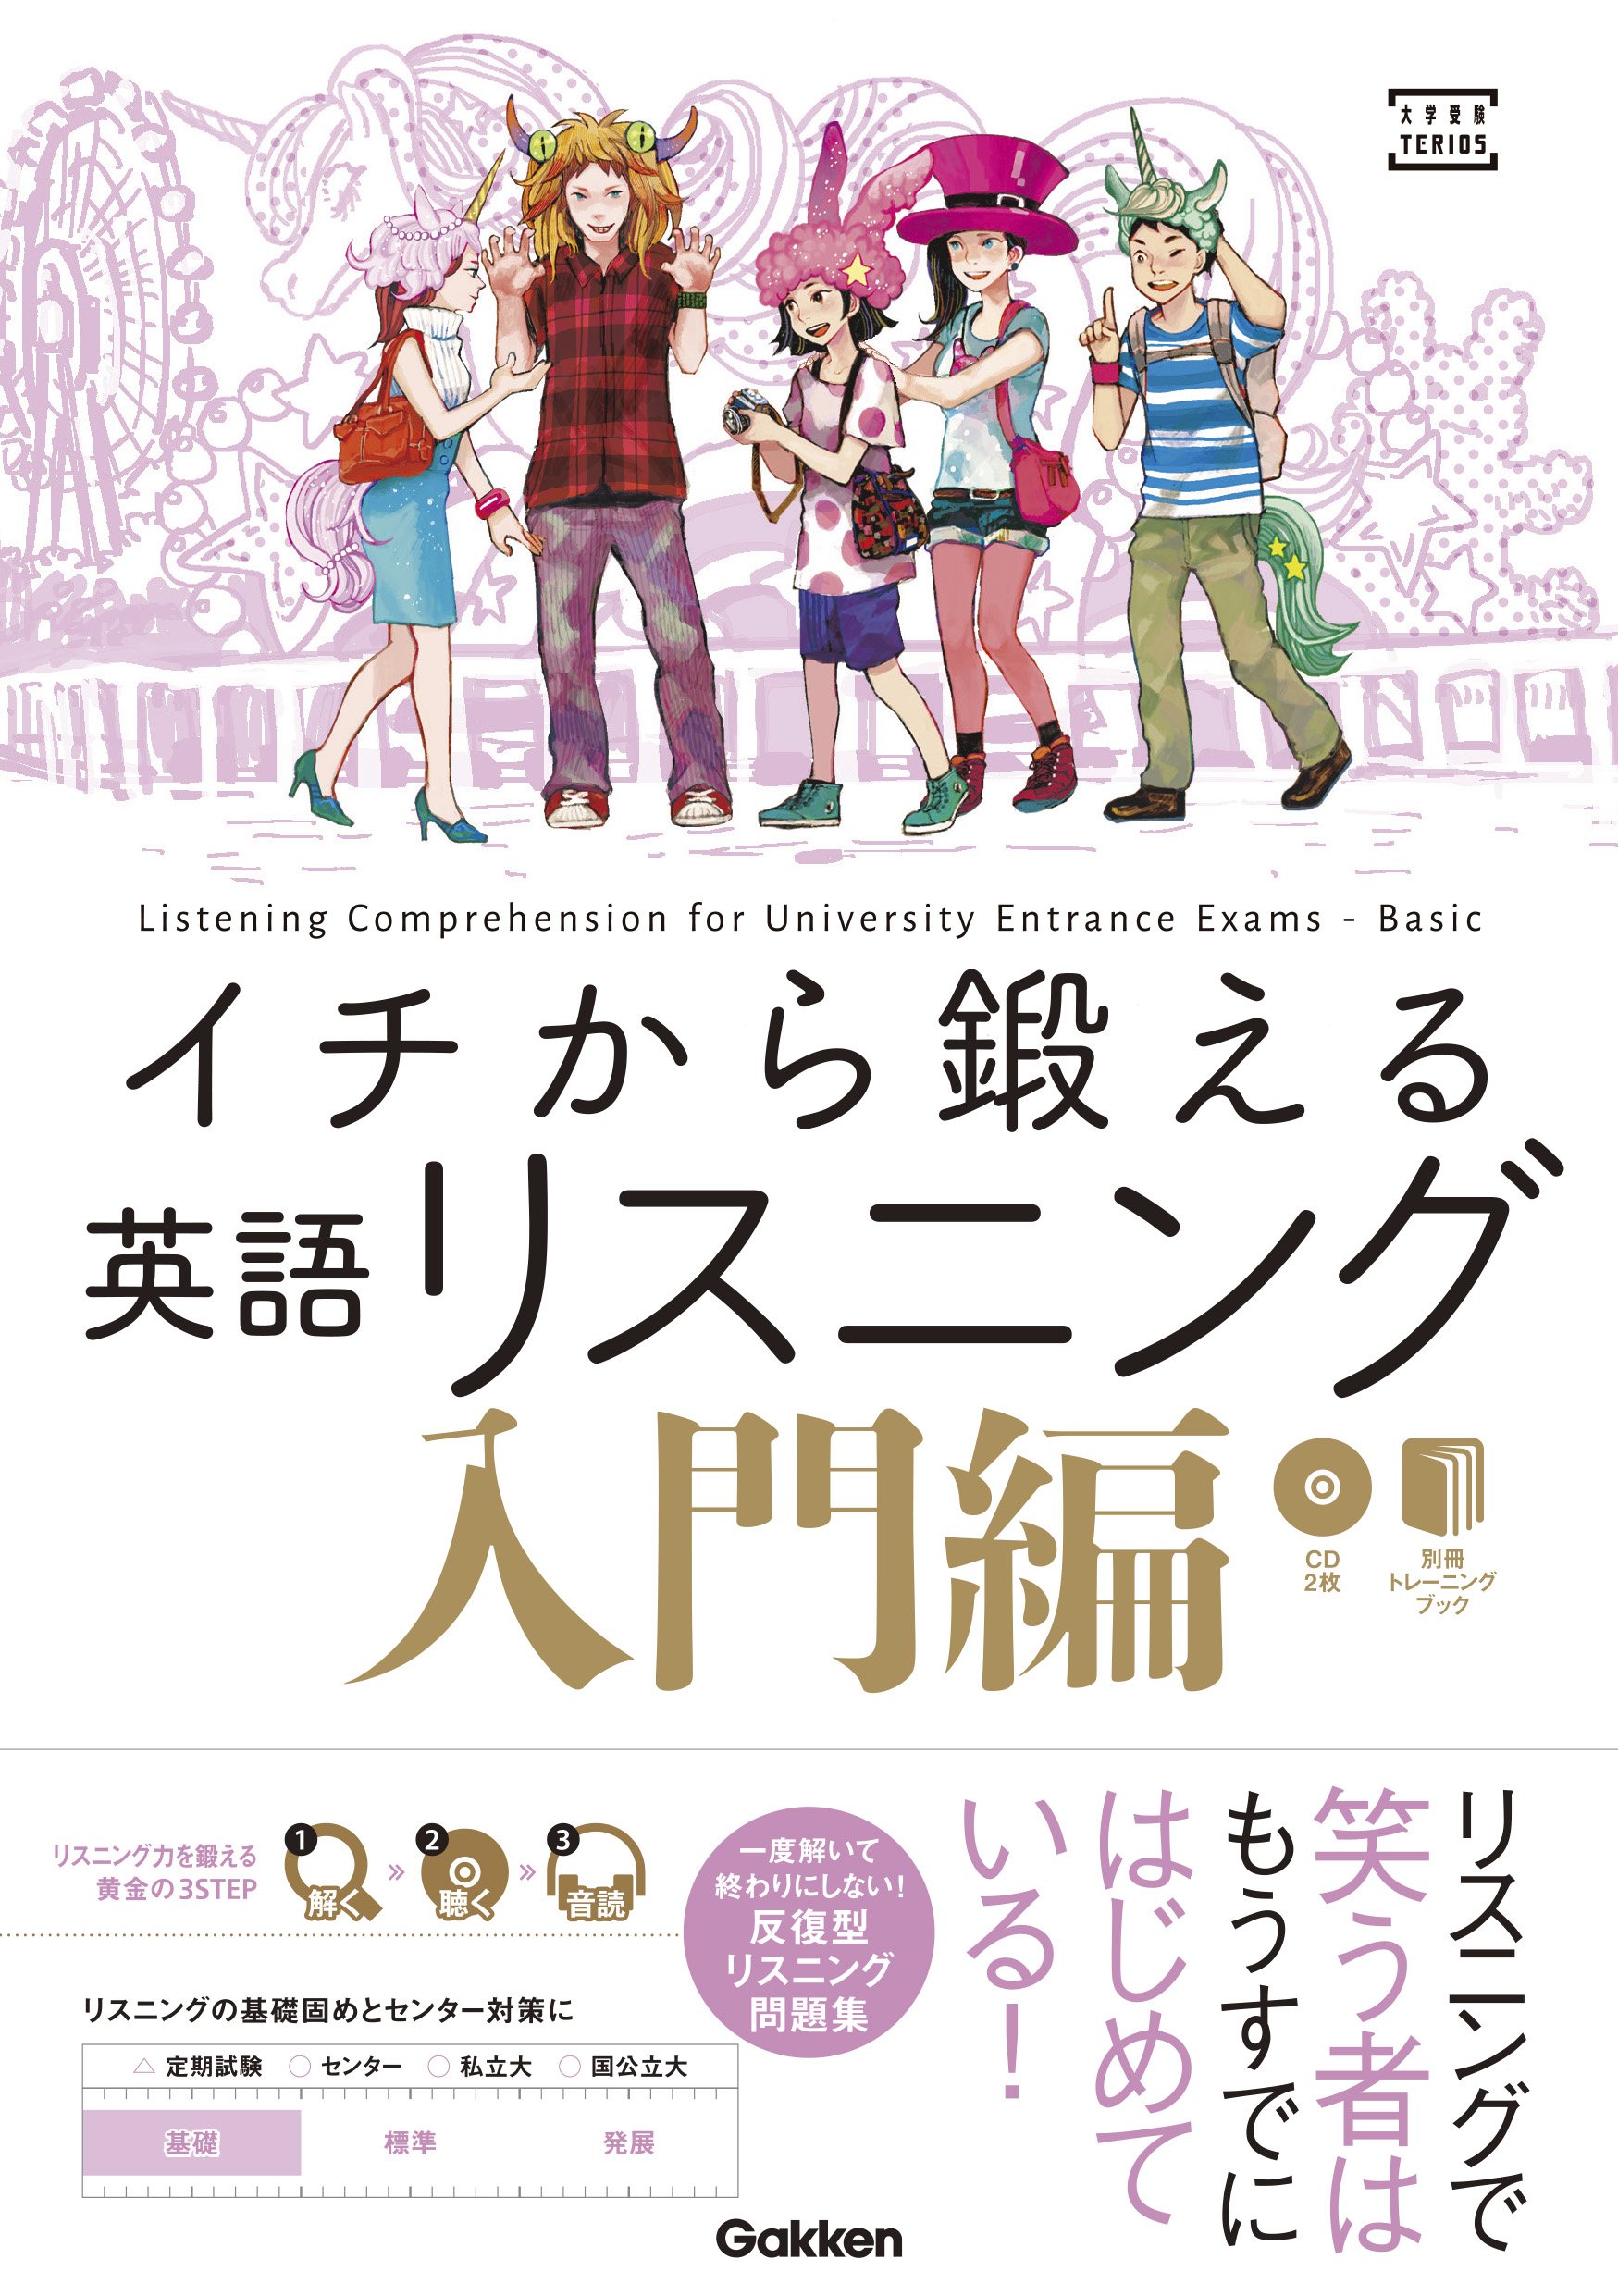 大学受験
TERIOS
Listening Comprehension for University Entrance Exams - Basic
イチから鍛える
英語リスニング
入門編
CD
2枚
別冊
トレーニング
ブック
リスニングで
笑う者は
もうすでに
はじめて
いる!
リスニング力を鍛える
黄金の3STEP
1
解く
»
2
聴く
»
3
音読
一度解いて
終わりにしない!
反復型
リスニング
問題集
リスニングの基礎固めとセンター対策に
△ 定期試験 ○ センター ○ 私立大 ○ 国公立大
基礎 標準 発展
Gakken